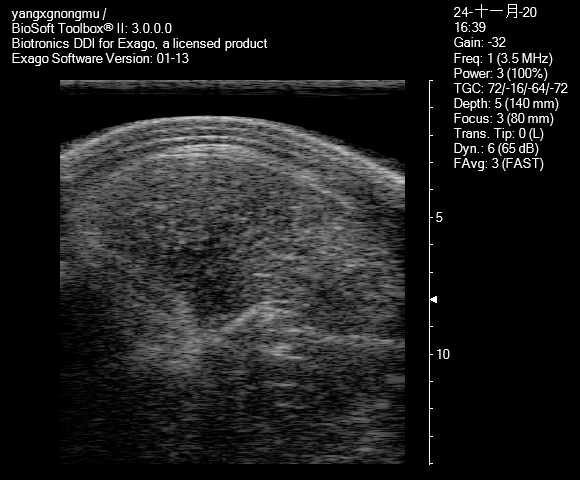 yangxgnongmu /
BioSoft Toolbox® II: 3.0.0.0
Biotronics DDI for Exago, a licensed product
Exago Software Version: 01-13
24-十一月-20
16:39
Gain: -32
Freq: 1 (3.5 MHz)
Power: 3 (100%)
TGC: 72/-16/-64/-72
Depth: 5 (140 mm)
Focus: 3 (80 mm)
Trans. Tip: 0 (L)
Dyn.: 6 (65 dB)
FAvg: 3 (FAST)
5
10